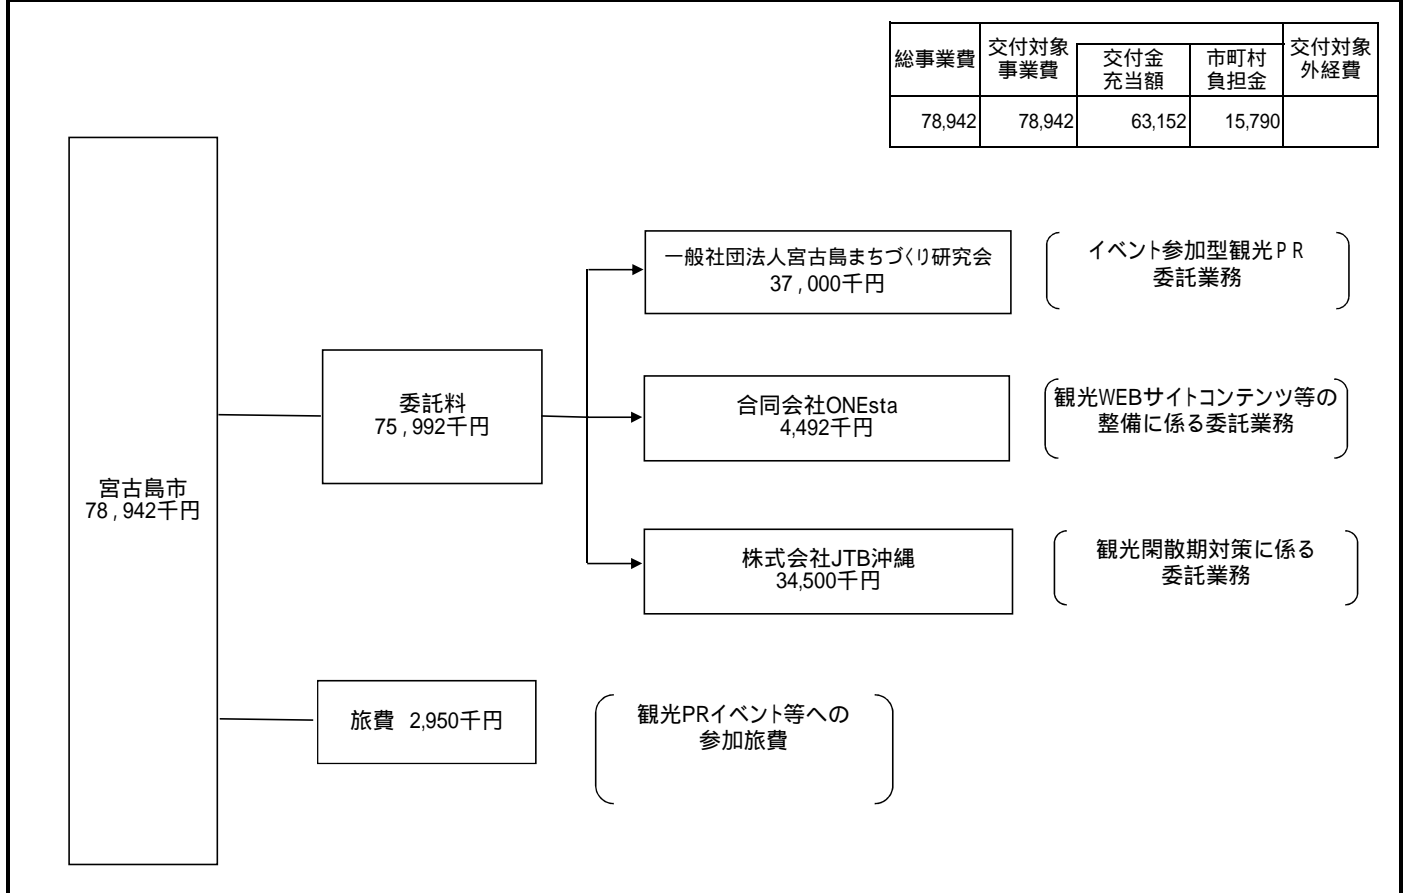 総事業費
交付対象
事業費
交付金
充当額
市町村
負担金
交付対象
外経費
78,942 78,942 63,152 15,790
宮古島市
78,942千円
委託料
75,992千円
一般社団法人宮古島まちづくり研究会
37,000千円
イベント参加型観光PR
委託業務
合同会社ONEsta
4,492千円
観光WEBサイトコンテンツ等の
整備に係る委託業務
株式会社JTB沖縄
34,500千円
観光閑散期対策に係る
委託業務
旅費 2,950千円
観光PRイベント等への
参加旅費